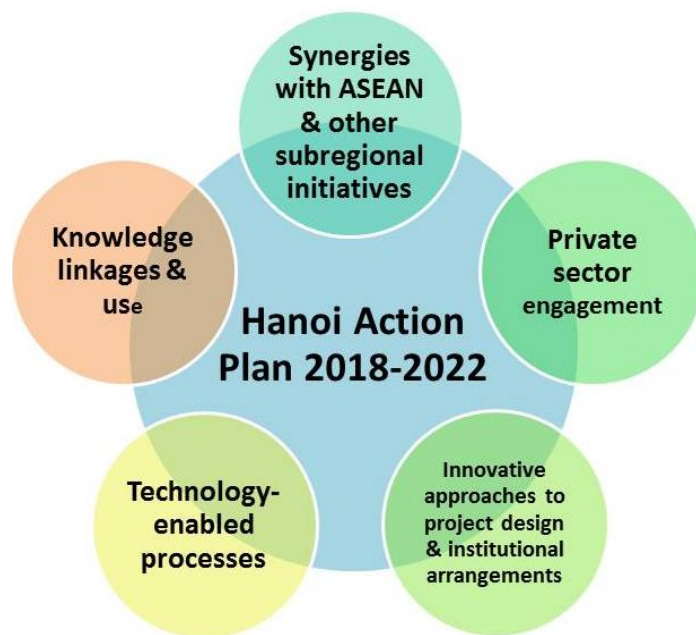 Synergies
with ASEAN
& other
subregional
initiatives
Knowledge
linkages &
use
Private
sector
engagement
Hanoi Action
Plan 2018-2022
Technology-
enabled
processes
Innovative
approaches to
project design
& institutional
arrangements